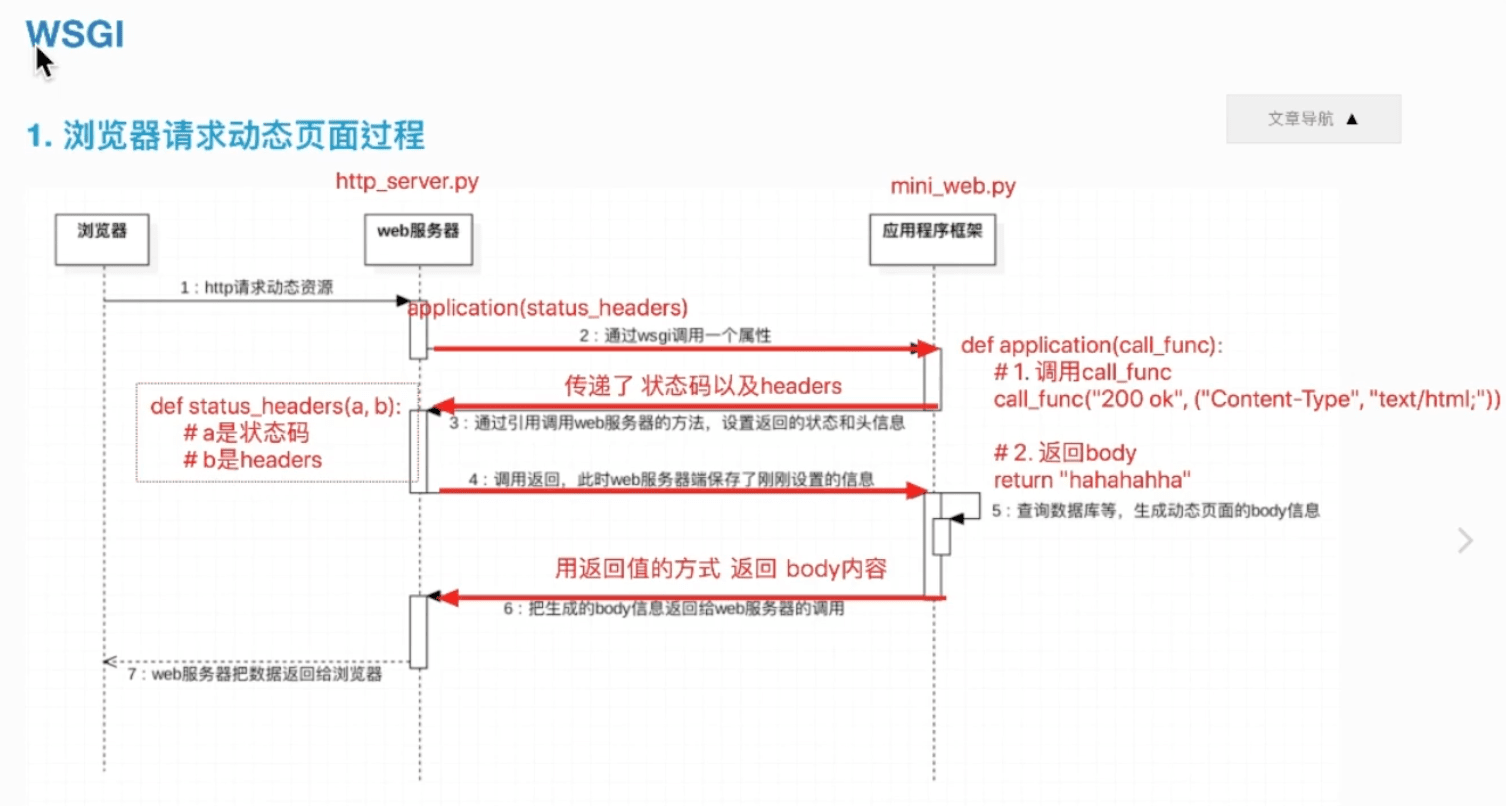 WSGI
文章导航 ▲
1. 浏览器请求动态页面过程
http_server.py
mini_web.py
浏览器
web服务器
应用程序框架
1：http请求动态资源
application(status_headers)
2：通过wsgi调用一个属性
def application(call_func):
# 1. 调用call_func
call_func("200 ok", ("Content-Type", "text/html;"))
传递了 状态码以及headers
def status_headers(a, b):
# a是状态码
# b是headers
3：通过引用调用web服务器的方法，设置返回的状态和头信息
# 2. 返回body
return "hahahahha"
4：调用返回，此时web服务器端保存了刚刚设置的信息
5：查询数据库等，生成动态页面的body信息
用返回值的方式 返回 body内容
6：把生成的body信息返回给web服务器的调用
7：web服务器把数据返回给浏览器